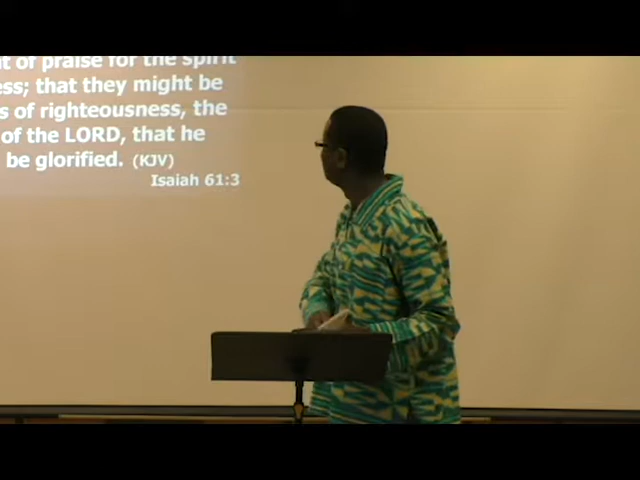 of praise for the spirit
that they might be
of righteousness, the
of the LORD, that he
be glorified. (KJV)
Isaiah 61:3